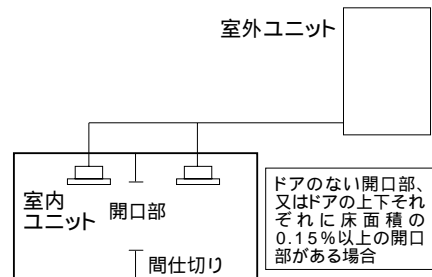 室外ユニット
室内
ユニット
開口部
間仕切り
ドアのない開口部、
又はドアの上下それ
ぞれに床面積の
0.15%以上の開口
部がある場合